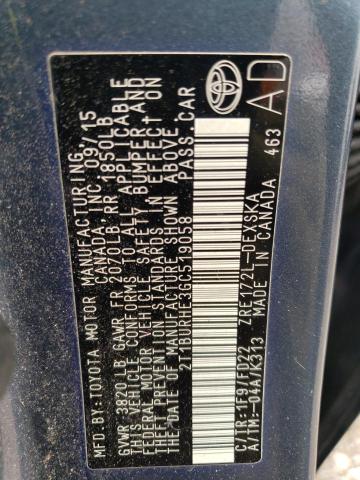 MFD.BY:TOYOTA MOTOR MANUFACTURING
CANADA, INC. 09/15
GVWR 3820 LB GAWR FR 2070LB RR 1850LB
THIS VEHICLE CONFORMS TO ALL APPLICABLE
FEDERAL MOTOR VEHICLE SAFETY, BUMPER, AND
THEFT PREVENTION STANDARDS IN EFFECT ON
THE DATE OF MANUFACTURE SHOWN ABOVE.
2T1BURHE3GC519058 PASS.CAR
TOYOTA
AD
C/TR:1F9/FD22 ZRE172L-DEXSKA
A/TM:-04A/K313 MADE IN CANADA 463